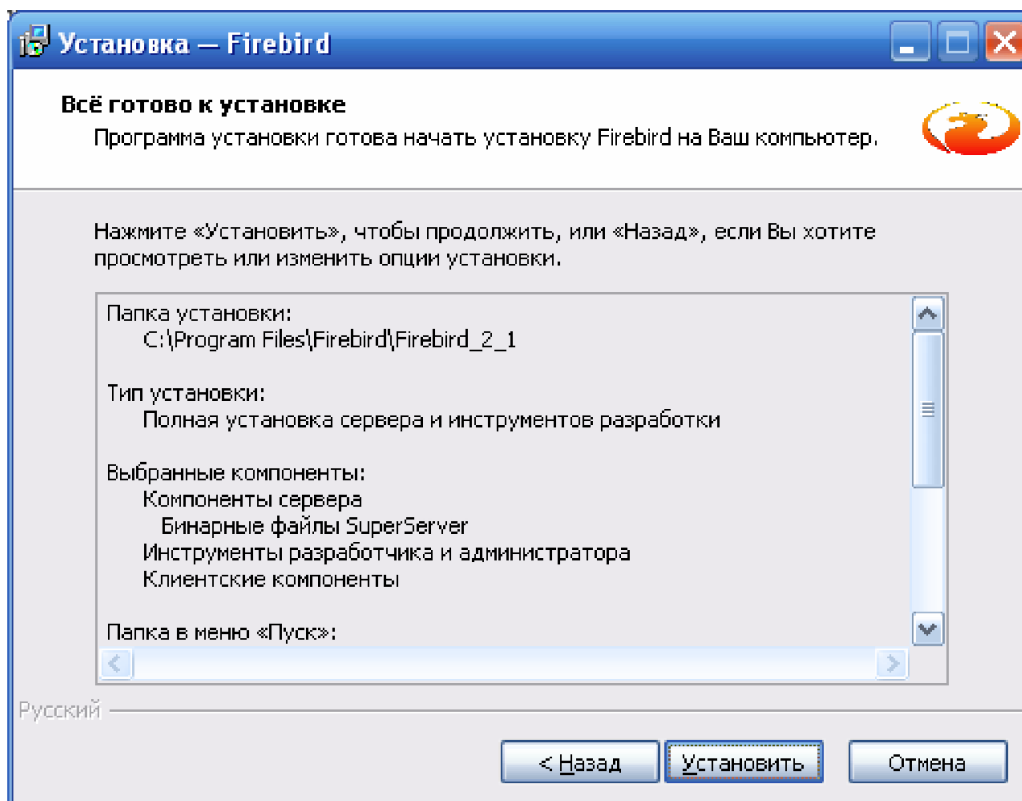 Установка — Firebird
Всё готово к установке
Программа установки готова начать установку Firebird на Ваш компьютер.
Нажмите «Установить», чтобы продолжить, или «Назад», если Вы хотите
просмотреть или изменить опции установки.
Папка установки:
C:\Program Files\Firebird\Firebird_2_1
Тип установки:
Полная установка сервера и инструментов разработки
Выбранные компоненты:
Компоненты сервера
Бинарные файлы SuperServer
Инструменты разработчика и администратора
Клиентские компоненты
Папка в меню «Пуск»:
Русский
< Назад Установить Отмена